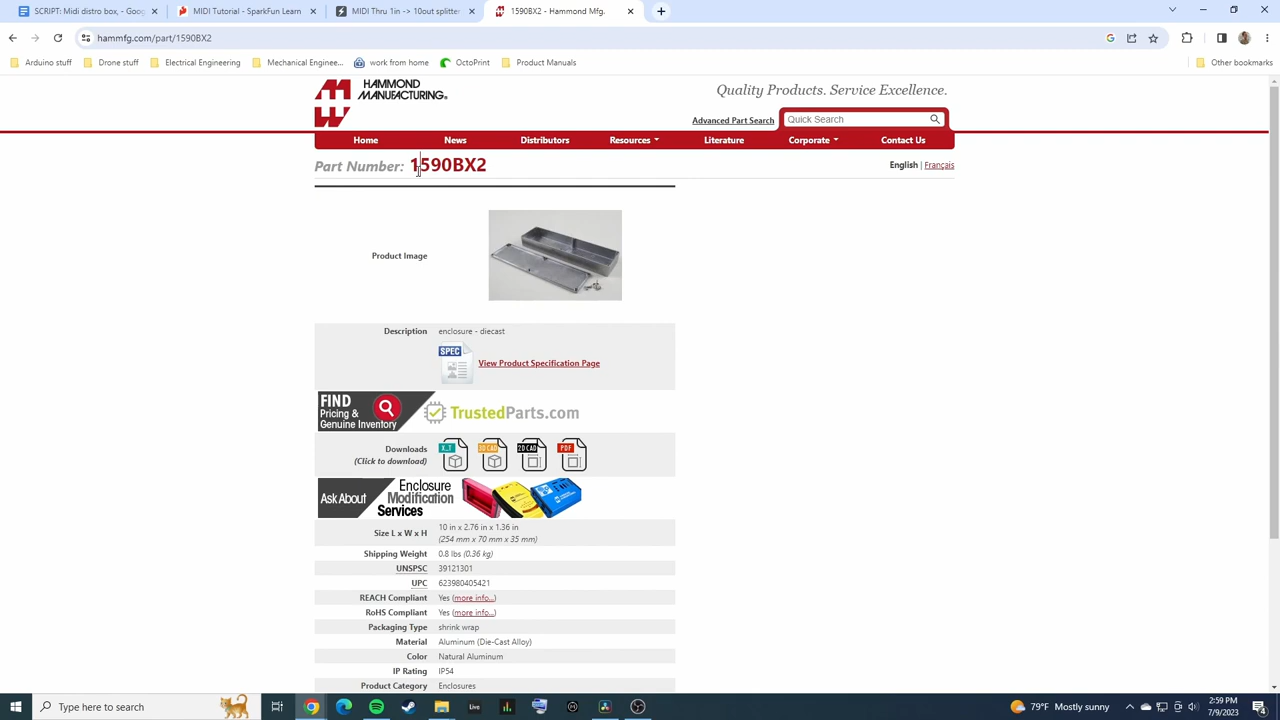 SCRIPT: Midi distro box. - Goog
MIDI Tutorial - SparkFun Learn
MIDI Tutorial 1in -> 10out splitter
1590BX2 - Hammond Mfg.
hammfg.com/part/1590BX2
Arduino stuff
Drone stuff
Electrical Engineering
Mechanical Enginee...
work from home
OctoPrint
Product Manuals
Other bookmarks
HAMMOND
MANUFACTURING®
Quality Products. Service Excellence.
Advanced Part Search
Quick Search
Home
News
Distributors
Resources
Literature
Corporate
Contact Us
Part Number: 1590BX2
English | Français
Product Image
Description
enclosure - diecast
SPEC
View Product Specification Page
FIND
Pricing &
Genuine Inventory
TrustedParts.com
Downloads
(Click to download)
X_T
3D CAD
2D CAD
PDF
Ask About
Enclosure
Modification
Services
Size L x W x H
10 in x 2.76 in x 1.36 in
(254 mm x 70 mm x 35 mm)
Shipping Weight
0.8 lbs (0.36 kg)
UNSPSC
39121301
UPC
623980405421
REACH Compliant
Yes (more info...)
RoHS Compliant
Yes (more info...)
Packaging Type
shrink wrap
Material
Aluminum (Die-Cast Alloy)
Color
Natural Aluminum
IP Rating
IP54
Product Category
Enclosures
Type here to search
Live
79°F Mostly sunny
2:59 PM
7/9/2023